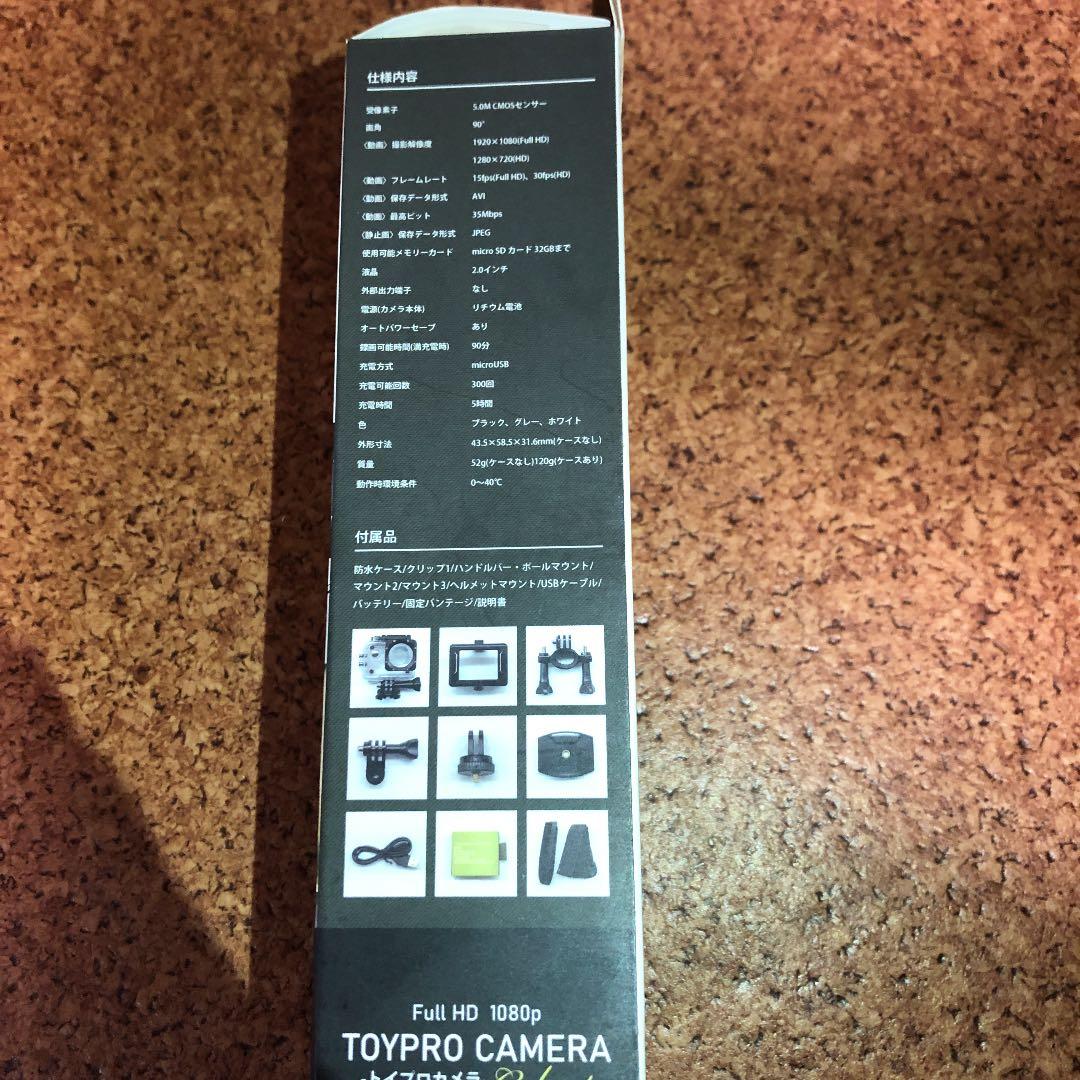 仕様内容
受像素子 5.0M CMOSセンサー
画角 90°
〈動画〉撮影解像度 1920×1080(Full HD)
1280×720(HD)
〈動画〉フレームレート 15fps(Full HD)、30fps(HD)
〈動画〉保存データ形式 AVI
〈動画〉最高ビット 35Mbps
〈静止画〉保存データ形式 JPEG
使用可能メモリーカード micro SD カード 32GBまで
液晶 2.0インチ
外部出力端子 なし
電源(カメラ本体) リチウム電池
オートパワーセーブ あり
録画可能時間(満充電時) 90分
充電方式 microUSB
充電可能回数 300回
充電時間 5時間
色 ブラック、グレー、ホワイト
外形寸法 43.5×58.5×31.6mm(ケースなし)
質量 52g(ケースなし)120g(ケースあり)
動作時環境条件 0〜40℃
付属品
防水ケース/クリップ1/ハンドルバー・ポールマウント/
マウント2/マウント3/ヘルメットマウント/USBケーブル/
バッテリー/固定バンテージ/説明書
Full HD 1080p
TOYPRO CAMERA
-トイプロカメラ